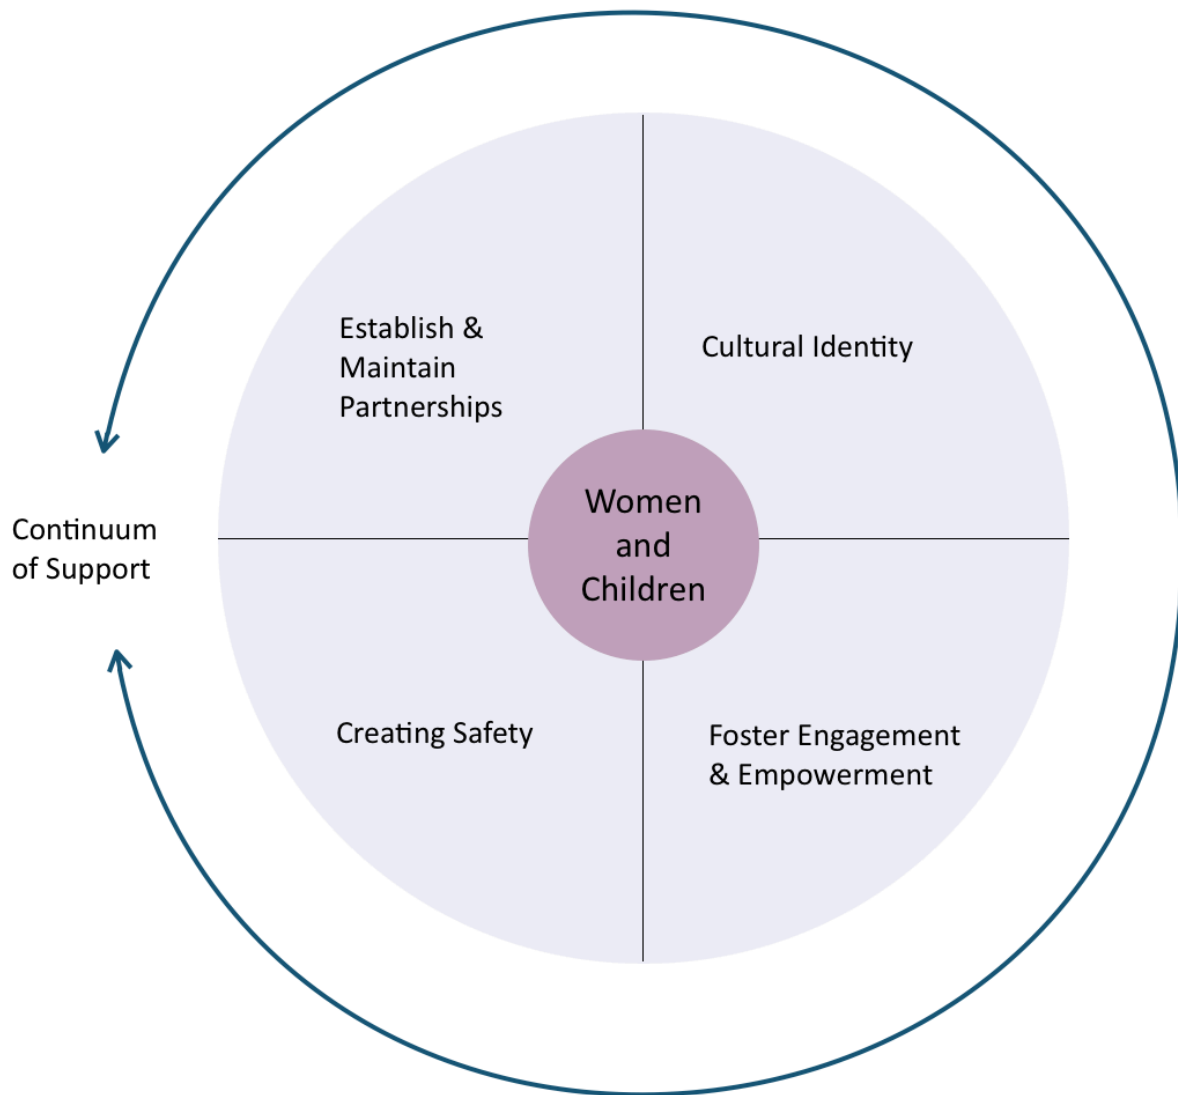 Establish &
Maintain
Partnerships
Cultural Identity
Women
and
Children
Continuum
of Support
Creating Safety
Foster Engagement
& Empowerment